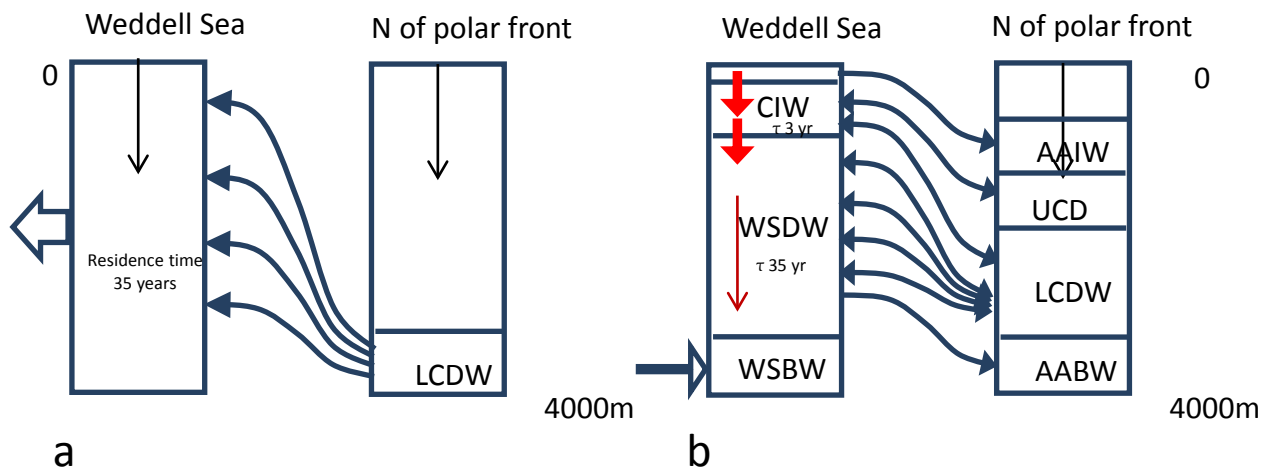 Weddell Sea
N of polar front
0
Residence time
35 years
LCDW
4000m
a
Weddell Sea
N of polar front
0
CIW
τ 3 yr
AAIW
UCD
WSDW
τ 35 yr
LCDW
WSBW
AABW
4000m
b